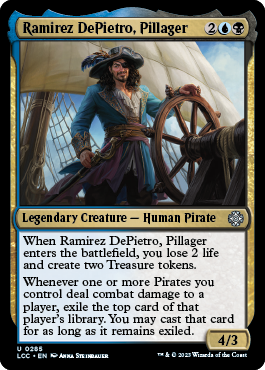 Ramirez DePietro, Pillager 2
Legendary Creature — Human Pirate
When Ramirez DePietro, Pillager
enters the battlefield, you lose 2 life
and create two Treasure tokens.
Whenever one or more Pirates you
control deal combat damage to a
player, exile the top card of that
player's library. You may cast that
card for as long as it remains exiled.
4/3
U 0285
LCC • EN Anna Steinbauer
™ & © 2023 Wizards of the Coast